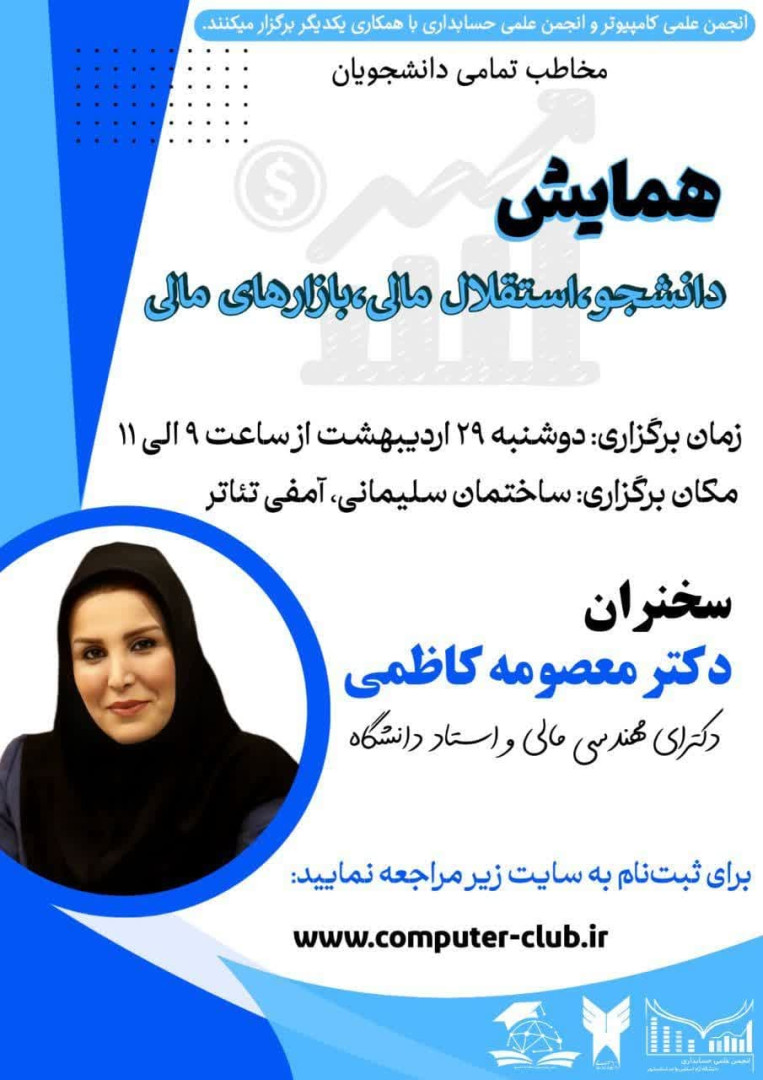 انجمن علمی کامپیوتر و انجمن علمی حسابداری با همکاری یکدیگر برگزار میکنند.
مخاطب تمامی دانشجویان
همایش
دانشجو،استقلال مالی،بازارهای مالی
زمان برگزاری: دوشنبه ۲۹ اردیبهشت از ساعت ۹ الی ۱۱
مکان برگزاری: ساختمان سلیمانی، آمفی تئاتر
سخنران
دکتر معصومه کاظمی
دکترای مهندسی مالی و استاد دانشگاه
برای ثبت‌نام به سایت زیر مراجعه نمایید:
www.computer-club.ir
انجمن علمی حسابداری